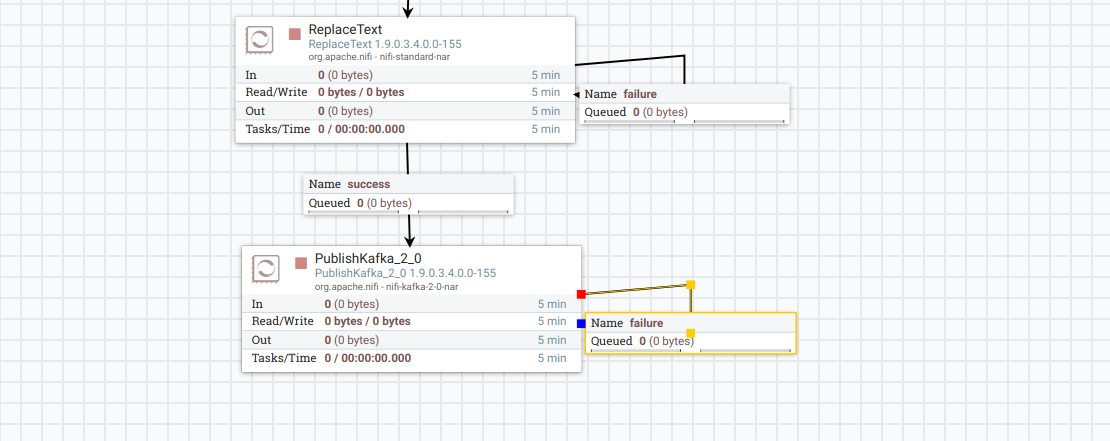 ReplaceText
ReplaceText 1.9.0.3.4.0.0-155
org.apache.nifi - nifi-standard-nar
In 0 (0 bytes) 5 min
Read/Write 0 bytes / 0 bytes 5 min
Out 0 (0 bytes) 5 min
Tasks/Time 0 / 00:00:00.000 5 min
Name failure
Queued 0 (0 bytes)
Name success
Queued 0 (0 bytes)
PublishKafka_2_0
PublishKafka_2_0 1.9.0.3.4.0.0-155
org.apache.nifi - nifi-kafka-2-0-nar
In 0 (0 bytes) 5 min
Read/Write 0 bytes / 0 bytes 5 min
Out 0 (0 bytes) 5 min
Tasks/Time 0 / 00:00:00.000 5 min
Name failure
Queued 0 (0 bytes)